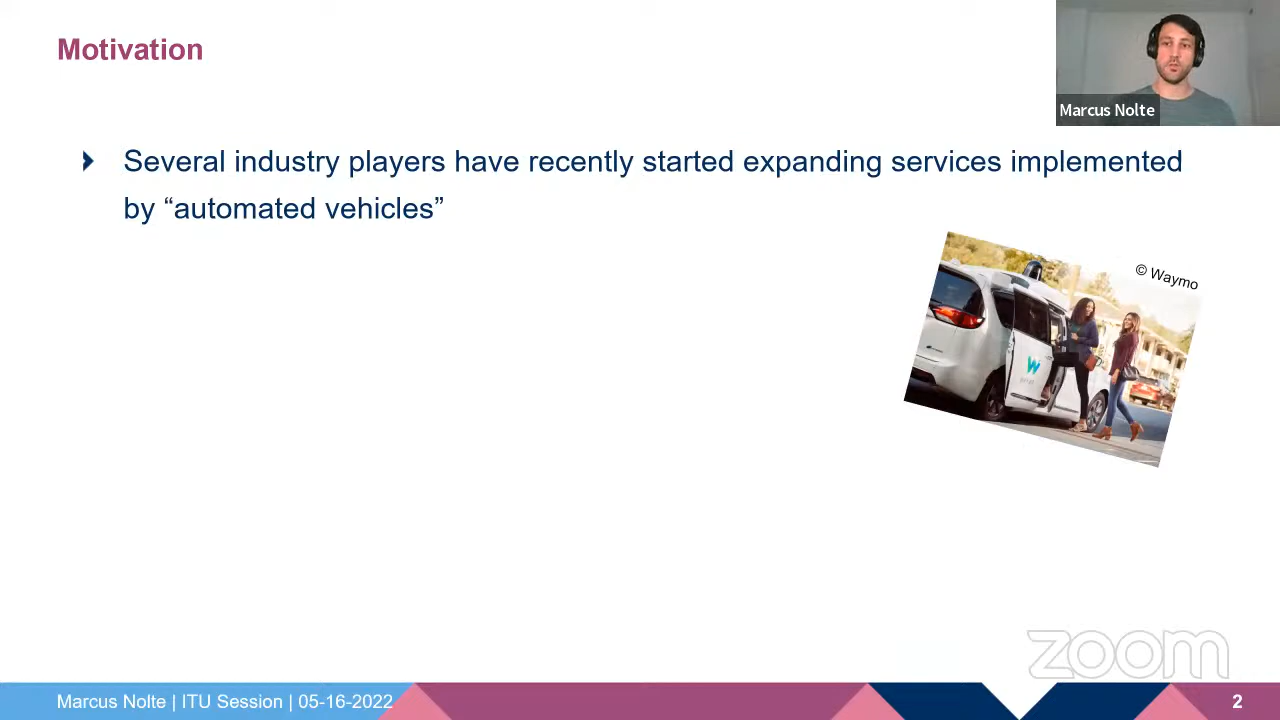 Motivation
Marcus Nolte
Several industry players have recently started expanding services implemented
by “automated vehicles”
© Waymo
W
zoom
Marcus Nolte | ITU Session | 05-16-2022
2